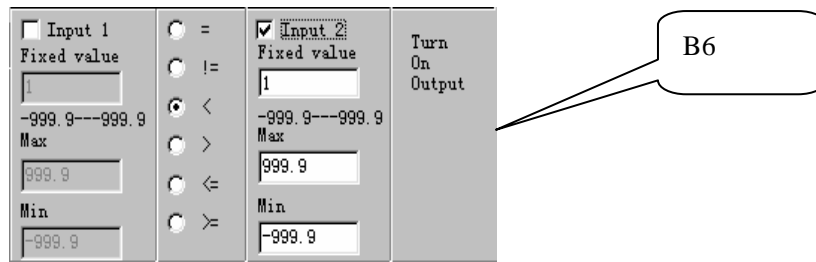 Input 1
Fixed value
1
-999.9---999.9
Max
999.9
Min
-999.9
=
!=
<
>
<=
>=
Input 2
Fixed value
1
-999.9---999.9
Max
999.9
Min
-999.9
Turn
On
Output
B6